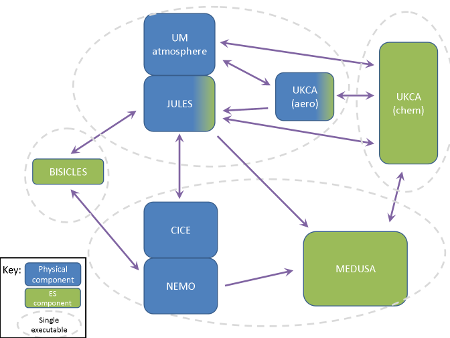 UM
atmosphere
JULES
UKCA
(aero)
UKCA
(chem)
BISICLES
CICE
NEMO
MEDUSA
Key:
Physical
component
ES
component
Single
executable